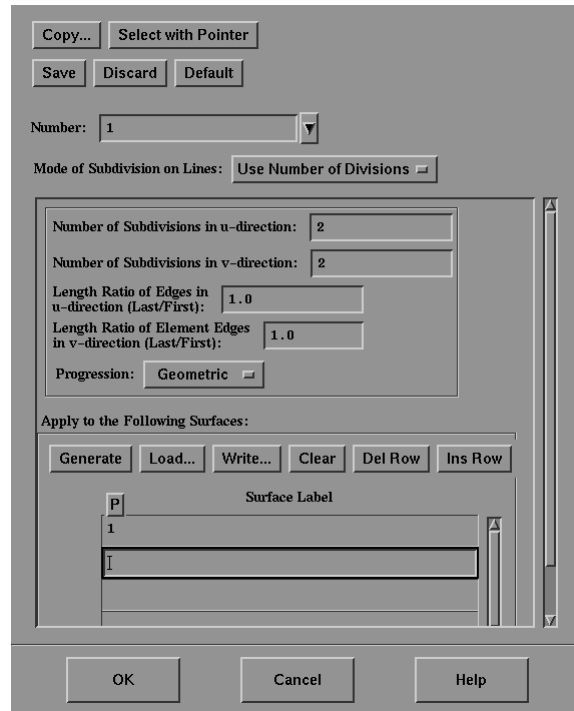 Copy... Select with Pointer
Save Discard Default
Number: 1
Mode of Subdivision on Lines: Use Number of Divisions
Number of Subdivisions in u-direction: 2
Number of Subdivisions in v-direction: 2
Length Ratio of Edges in
u-direction (Last/First): 1.0
Length Ratio of Element Edges
in v-direction (Last/First): 1.0
Progression: Geometric
Apply to the Following Surfaces:
Generate Load... Write... Clear Del Row Ins Row
P Surface Label
1
OK Cancel Help